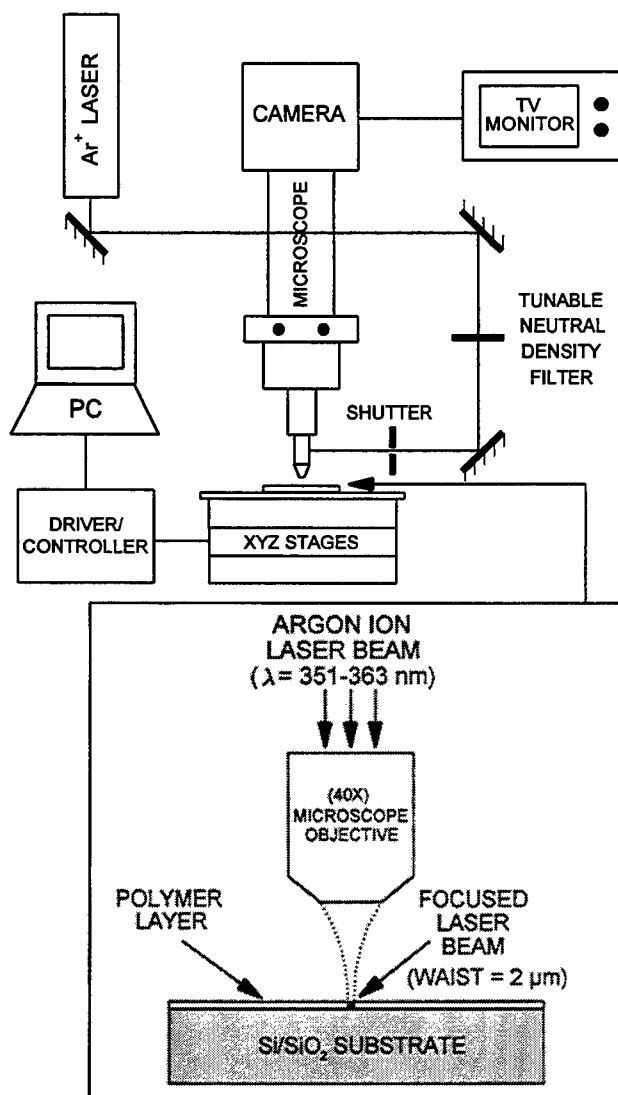 Ar⁺ LASER
CAMERA
TV
MONITOR
MICROSCOPE
TUNABLE
NEUTRAL
DENSITY
FILTER
SHUTTER
PC
DRIVER/
CONTROLLER
XYZ STAGES
ARGON ION
LASER BEAM
(λ= 351-363 nm)
(40X)
MICROSCOPE
OBJECTIVE
POLYMER
LAYER
FOCUSED
LASER
BEAM
(WAIST = 2 µm)
Si/SiO₂ SUBSTRATE